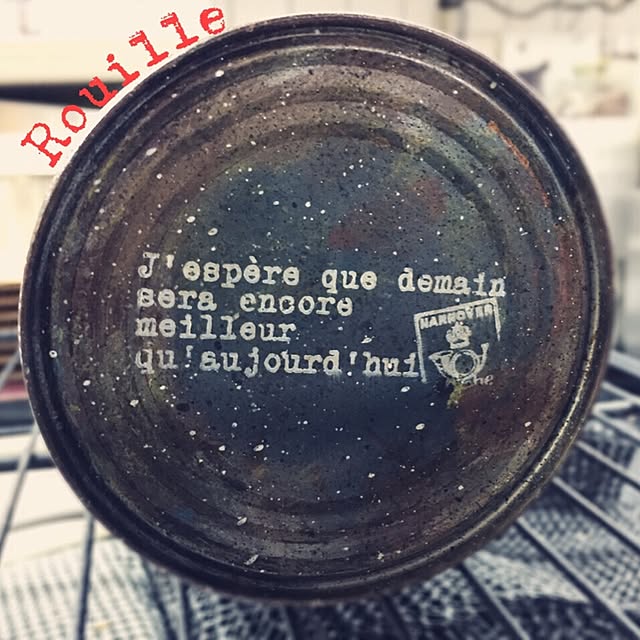 Rouille
J'espère que demain
sera encore
meilleur
qu'aujourd'hui
HANNOVER